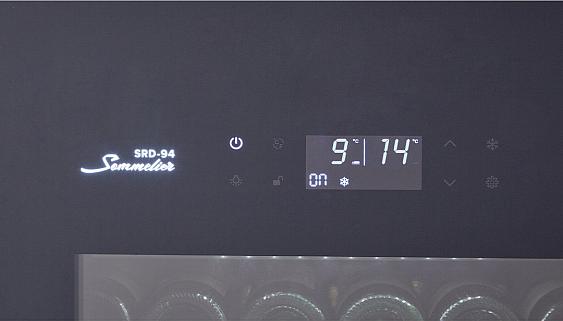 SRD-94
Sommelier
9 °C | 14 °C
ON